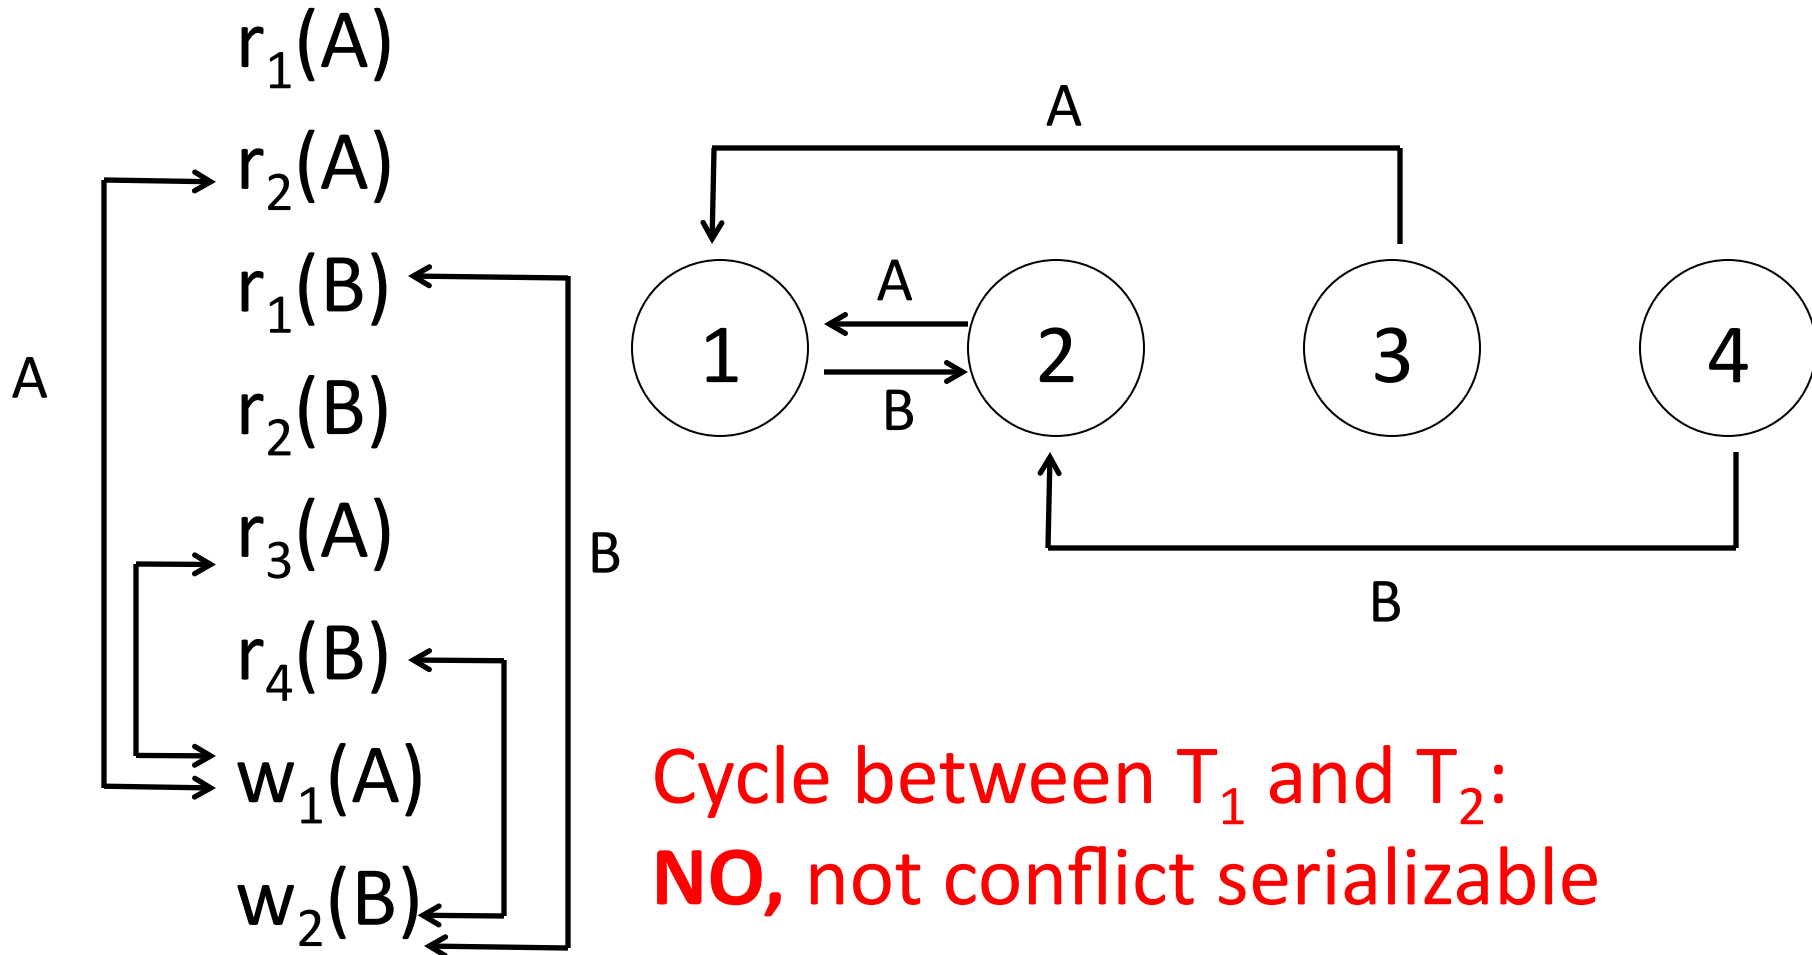 r1(A)
r2(A)
r1(B)
r2(B)
r3(A)
r4(B)
w1(A)
w2(B)
A
B
A
A
B
1
2
3
4
B
Cycle between T1 and T2:
NO, not conflict serializable